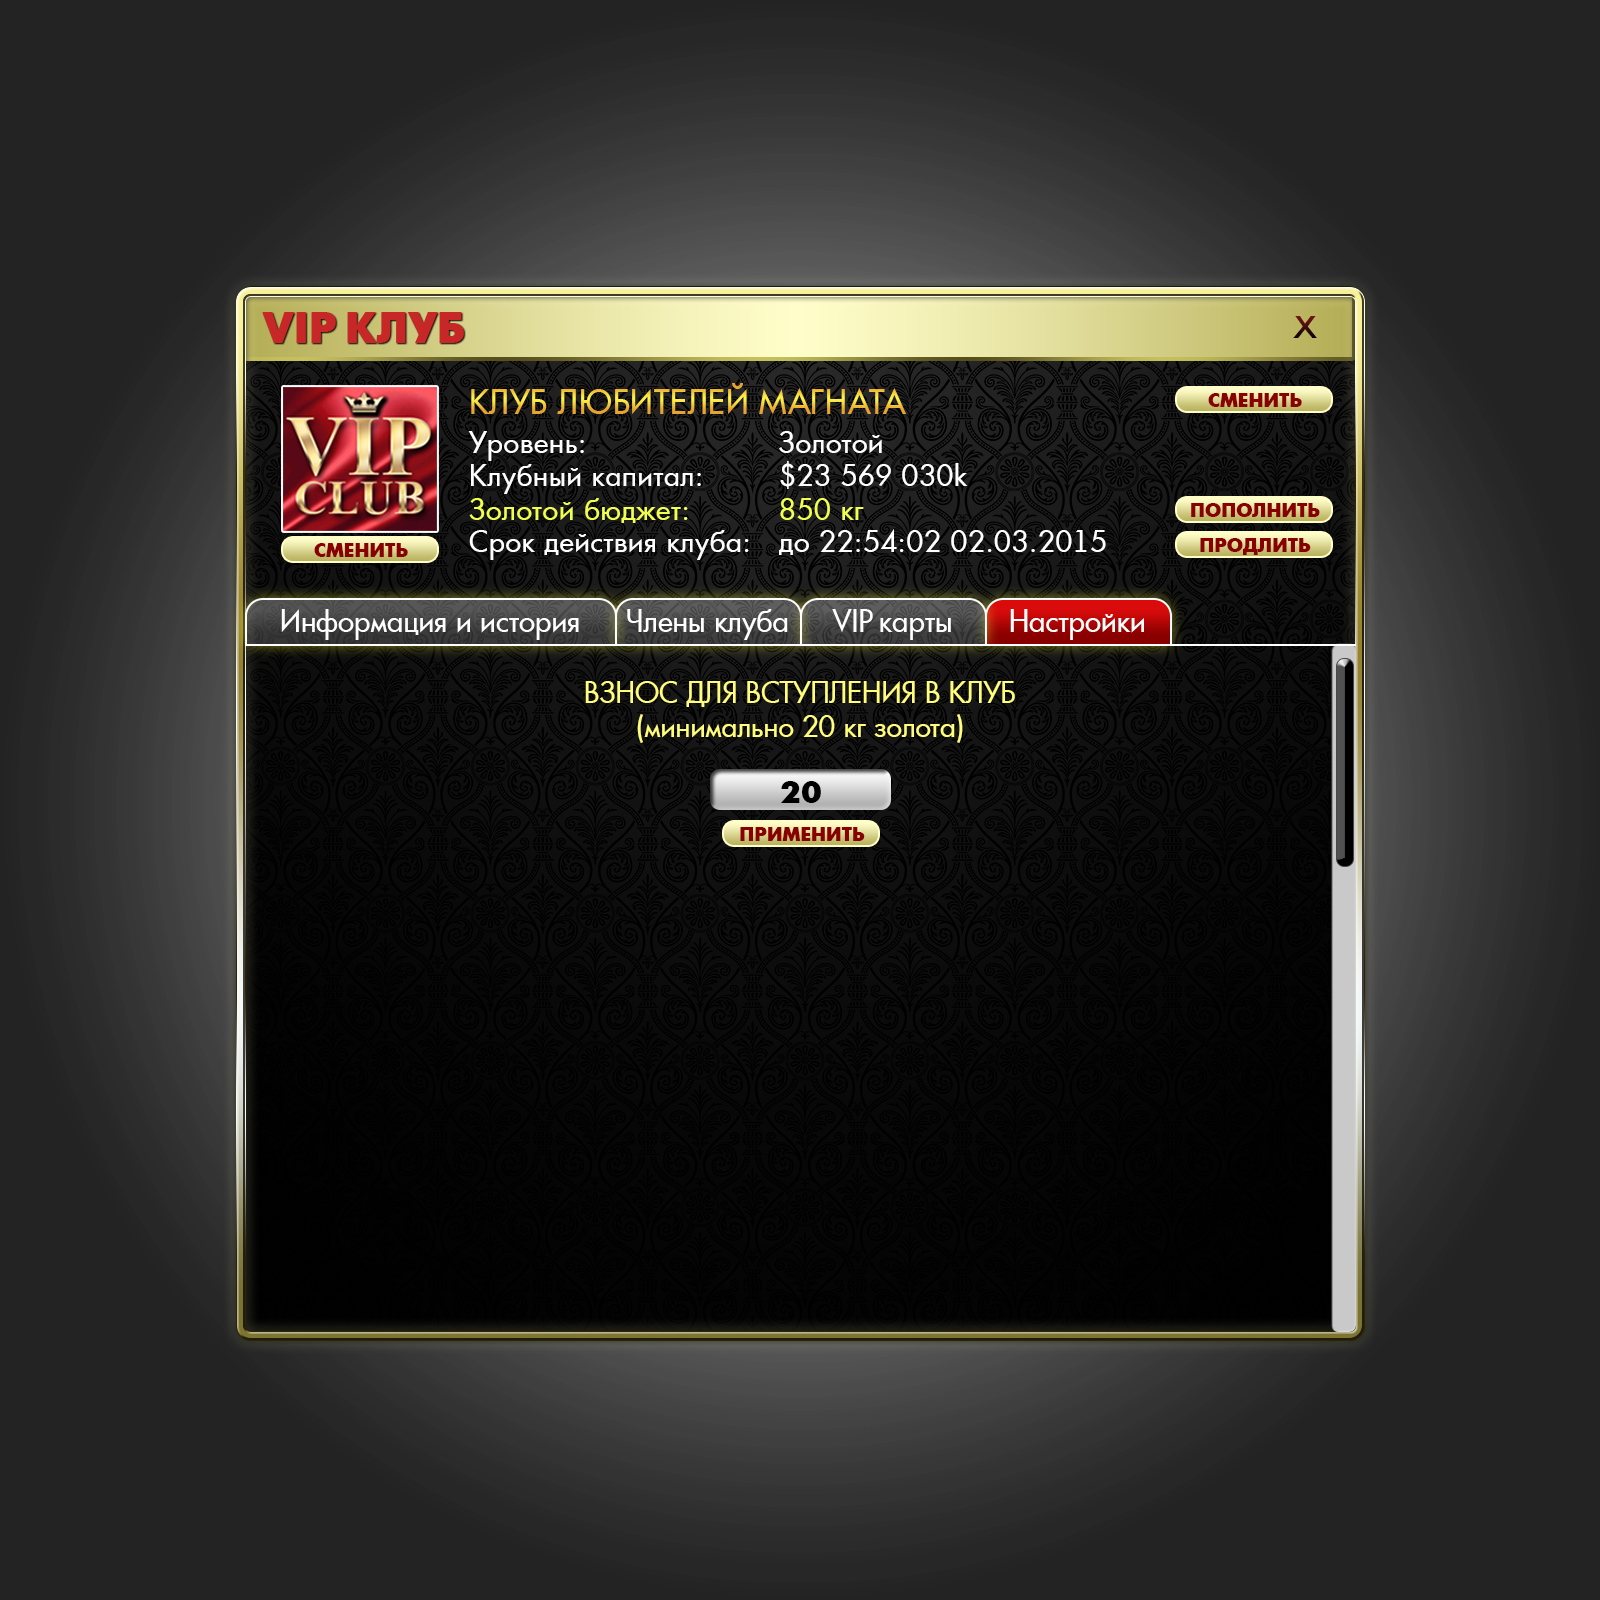 VIP КЛУБ
X
VIP
CLUB
СМЕНИТЬ
КЛУБ ЛЮБИТЕЛЕЙ МАГНАТА
СМЕНИТЬ
Уровень: Золотой
Клубный капитал: $23 569 030k
Золотой бюджет: 850 кг
ПОПОЛНИТЬ
Срок действия клуба: до 22:54:02 02.03.2015
ПРОДЛИТЬ
Информация и история
Члены клуба
VIP карты
Настройки
ВЗНОС ДЛЯ ВСТУПЛЕНИЯ В КЛУБ
(минимально 20 кг золота)
20
ПРИМЕНИТЬ